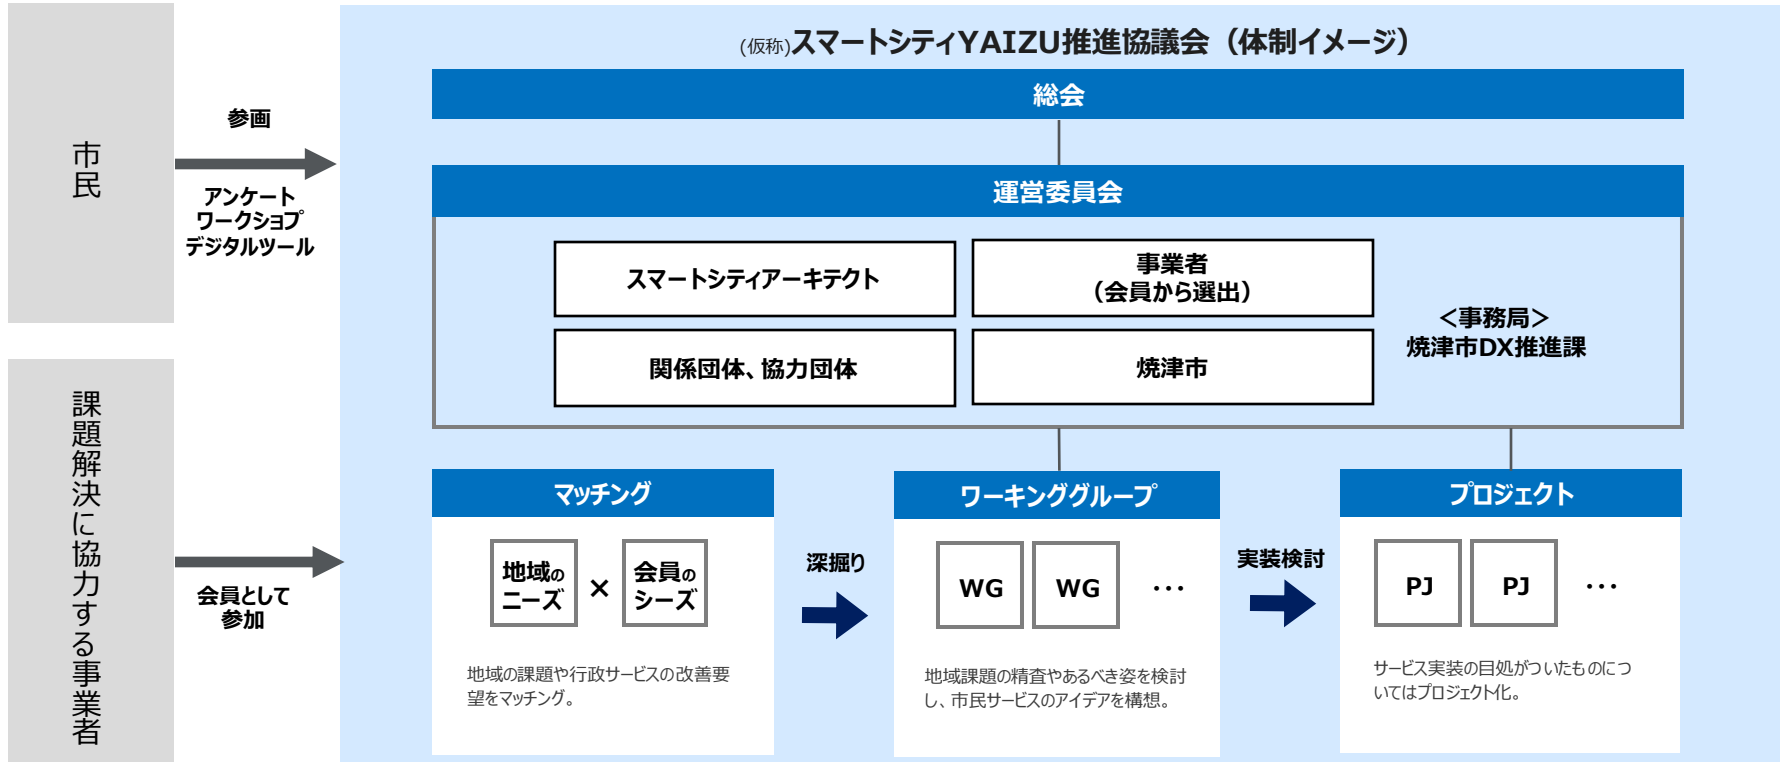 (仮称)スマートシティYAIZU推進協議会（体制イメージ）
総会
市民
参画
アンケート
ワークショプ
デジタルツール
運営委員会
スマートシティアーキテクト
事業者
（会員から選出）
関係団体、協力団体
焼津市
＜事務局＞
焼津市DX推進課
課題解決に協力する事業者
会員として
参加
マッチング
地域の
ニーズ
×
会員の
シーズ
地域の課題や行政サービスの改善要
望をマッチング。
深掘り
ワーキンググループ
WG
WG
…
地域課題の精査やあるべき姿を検討
し、市民サービスのアイデアを構想。
実装検討
プロジェクト
PJ
PJ
…
サービス実装の目処がついたものにつ
いてはプロジェクト化。